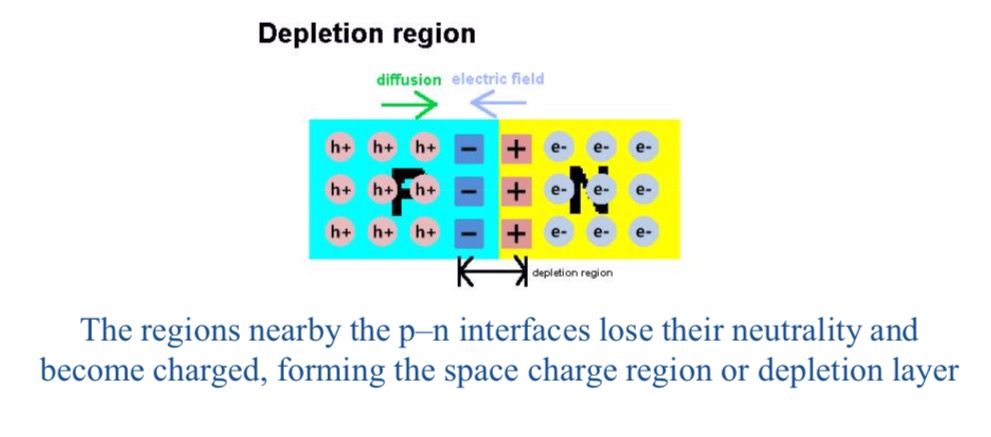 Depletion region
diffusion electric field
h+ h+ h+ − + e- e- e-
h+ h+ h+ − + e- e- e-
P N
h+ h+ h+ − + e- e- e-
depletion region
The regions nearby the p–n interfaces lose their neutrality and
become charged, forming the space charge region or depletion layer